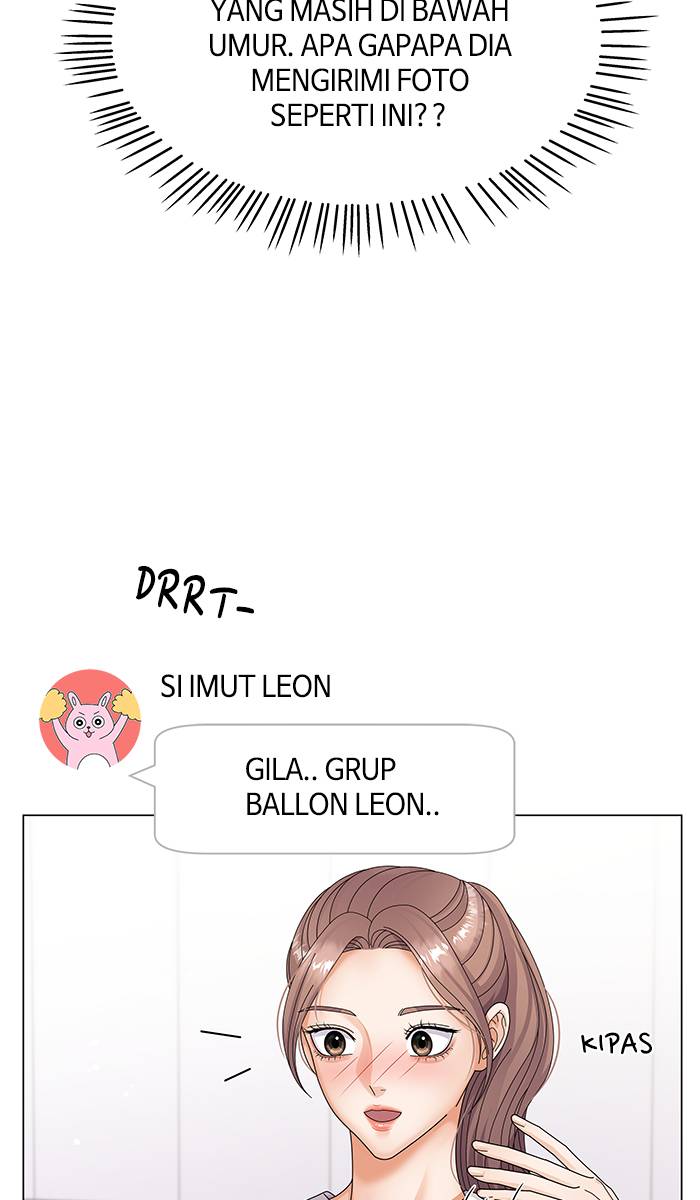 YANG MASIH DI BAWAH
UMUR. APA GAPAPA DIA
MENGIRIMI FOTO
SEPERTI INI??
DRRT-
SI IMUT LEON
GILA.. GRUP
BALLON LEON..
KIPAS